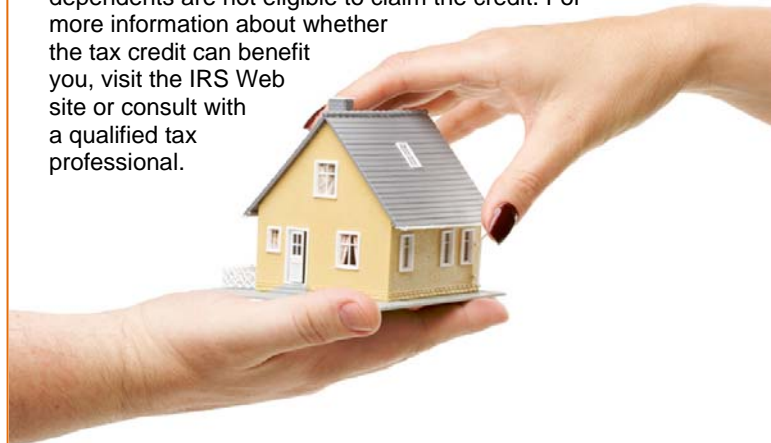 dependents are not eligible to claim the credit. For
more information about whether
the tax credit can benefit
you, visit the IRS Web
site or consult with
a qualified tax
professional.